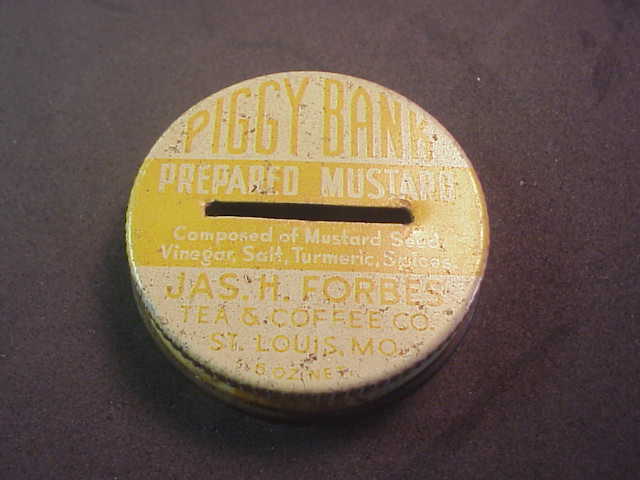 PIGGY BANK
PREPARED MUSTARD
Composed of Mustard Seed,
Vinegar, Salt, Turmeric, Spices
JAS. H. FORBES
TEA & COFFEE CO.
ST. LOUIS, MO.
OZ. NET